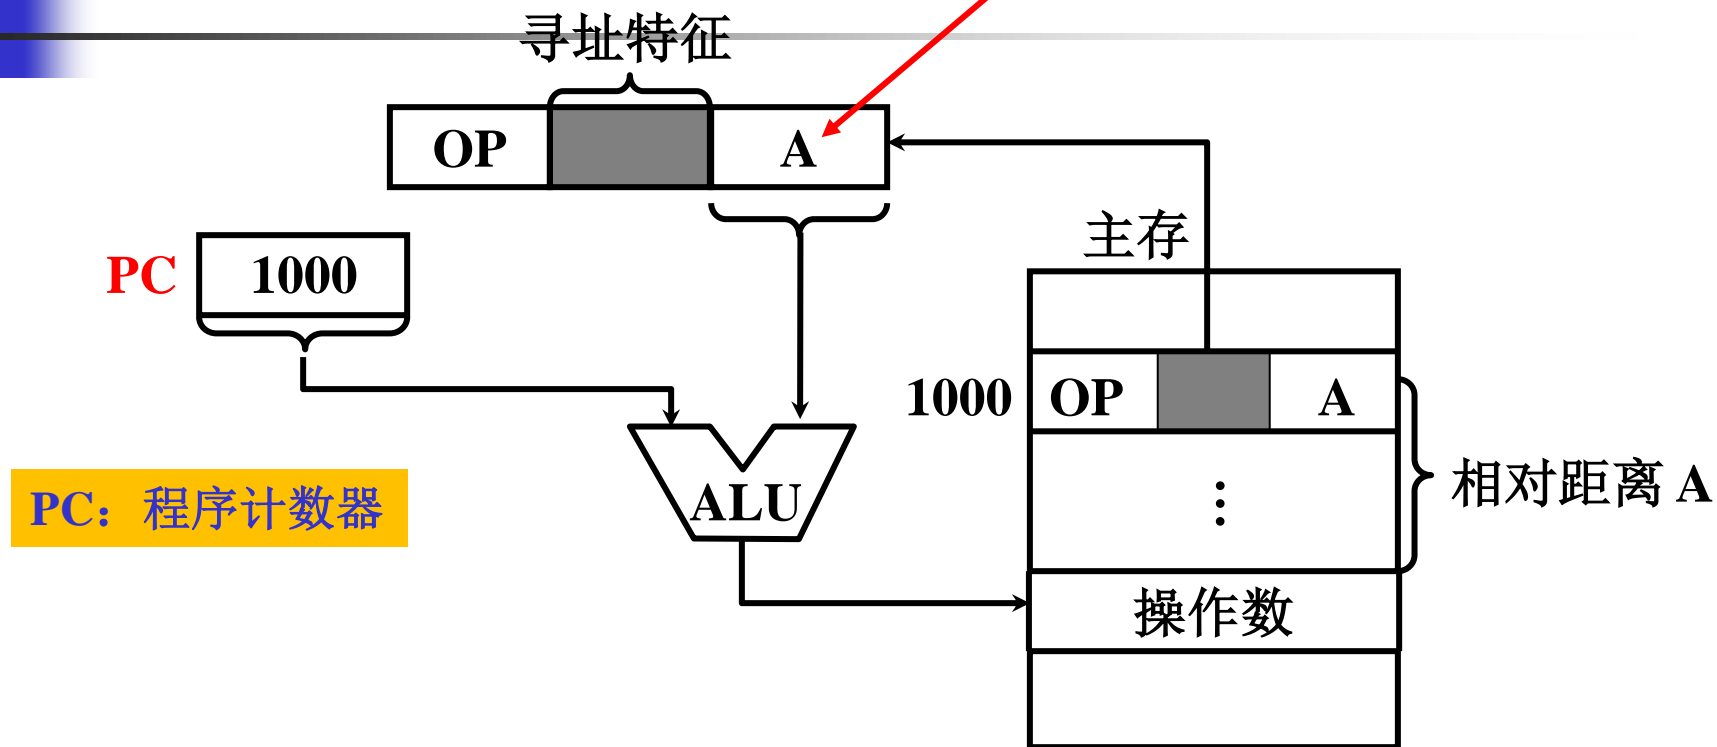 寻址特征
OP A
PC 1000
主存
1000 OP A
相对距离 A
PC：程序计数器
ALU
操作数